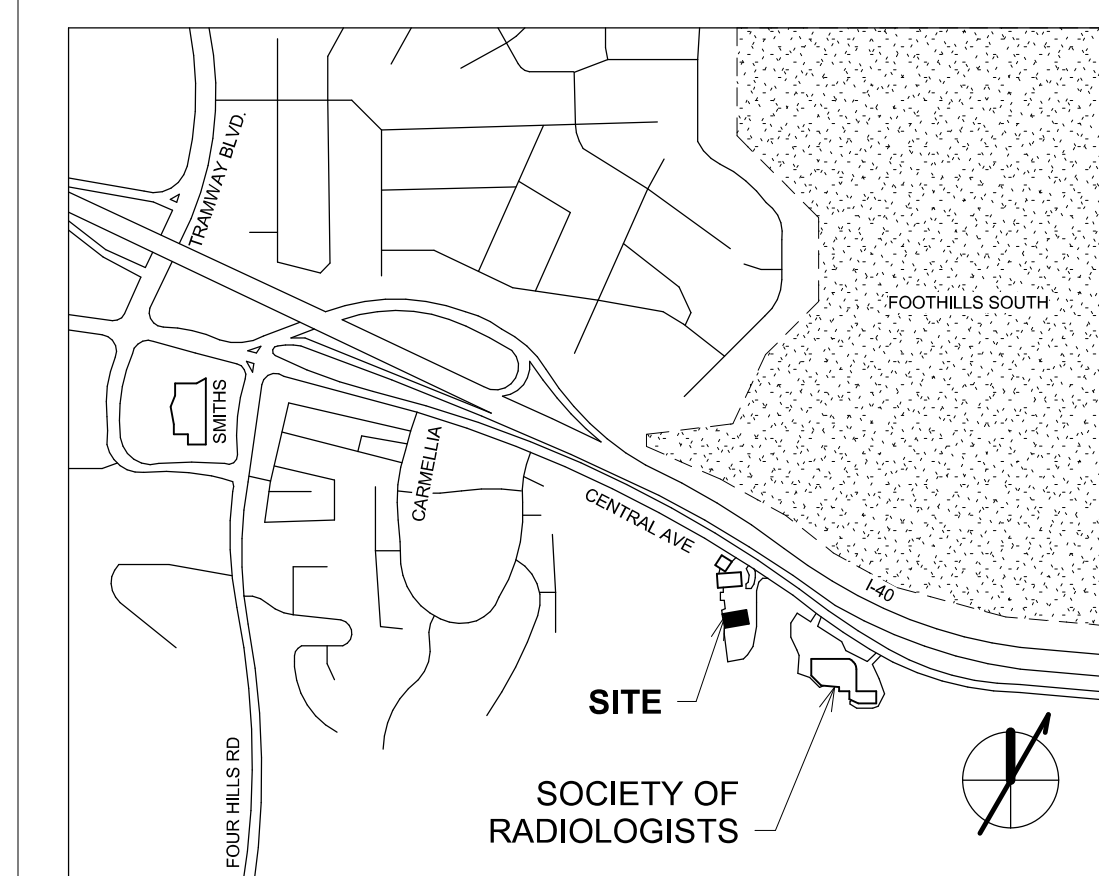 TRAMWAY BLVD.
FOOTHILLS SOUTH
SMITHS
CARMELLIA
CENTRAL AVE
I-40
SITE
FOUR HILLS RD
SOCIETY OF
RADIOLOGISTS